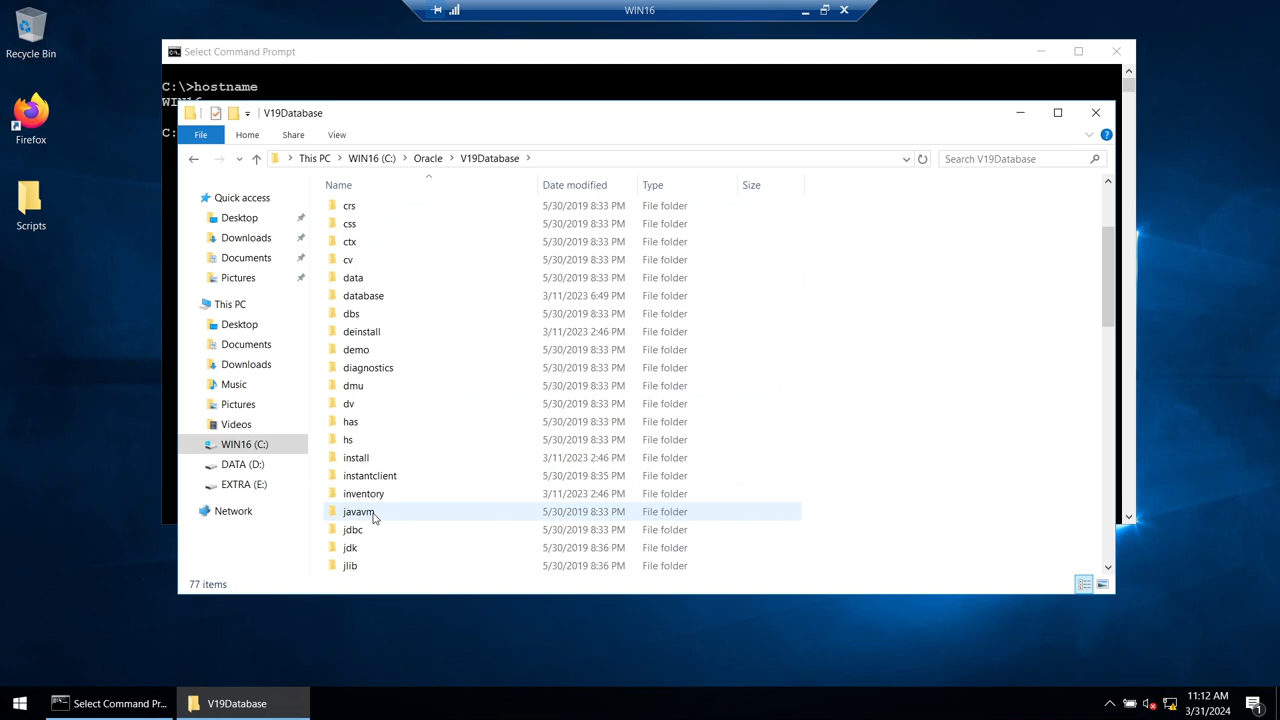 WIN16
Recycle Bin
Firefox
Scripts
Select Command Prompt
C:\>hostname
V19Database
File Home Share View
This PC WIN16 (C:) Oracle V19Database
Search V19Database
Quick access
Desktop
Downloads
Documents
Pictures
This PC
Desktop
Documents
Downloads
Music
Pictures
Videos
WIN16 (C:)
DATA (D:)
EXTRA (E:)
Network
Name Date modified Type Size
crs 5/30/2019 8:33 PM File folder
css 5/30/2019 8:33 PM File folder
ctx 5/30/2019 8:33 PM File folder
cv 5/30/2019 8:33 PM File folder
data 5/30/2019 8:33 PM File folder
database 3/11/2023 6:49 PM File folder
dbs 5/30/2019 8:33 PM File folder
deinstall 3/11/2023 2:46 PM File folder
demo 5/30/2019 8:33 PM File folder
diagnostics 5/30/2019 8:33 PM File folder
dmu 5/30/2019 8:33 PM File folder
dv 5/30/2019 8:33 PM File folder
has 5/30/2019 8:33 PM File folder
hs 5/30/2019 8:33 PM File folder
install 3/11/2023 2:46 PM File folder
instantclient 5/30/2019 8:35 PM File folder
inventory 3/11/2023 2:46 PM File folder
javavm 5/30/2019 8:33 PM File folder
jdbc 5/30/2019 8:33 PM File folder
jdk 5/30/2019 8:36 PM File folder
jlib 5/30/2019 8:36 PM File folder
77 items
Select Command Pr...
V19Database
11:12 AM
3/31/2024
1